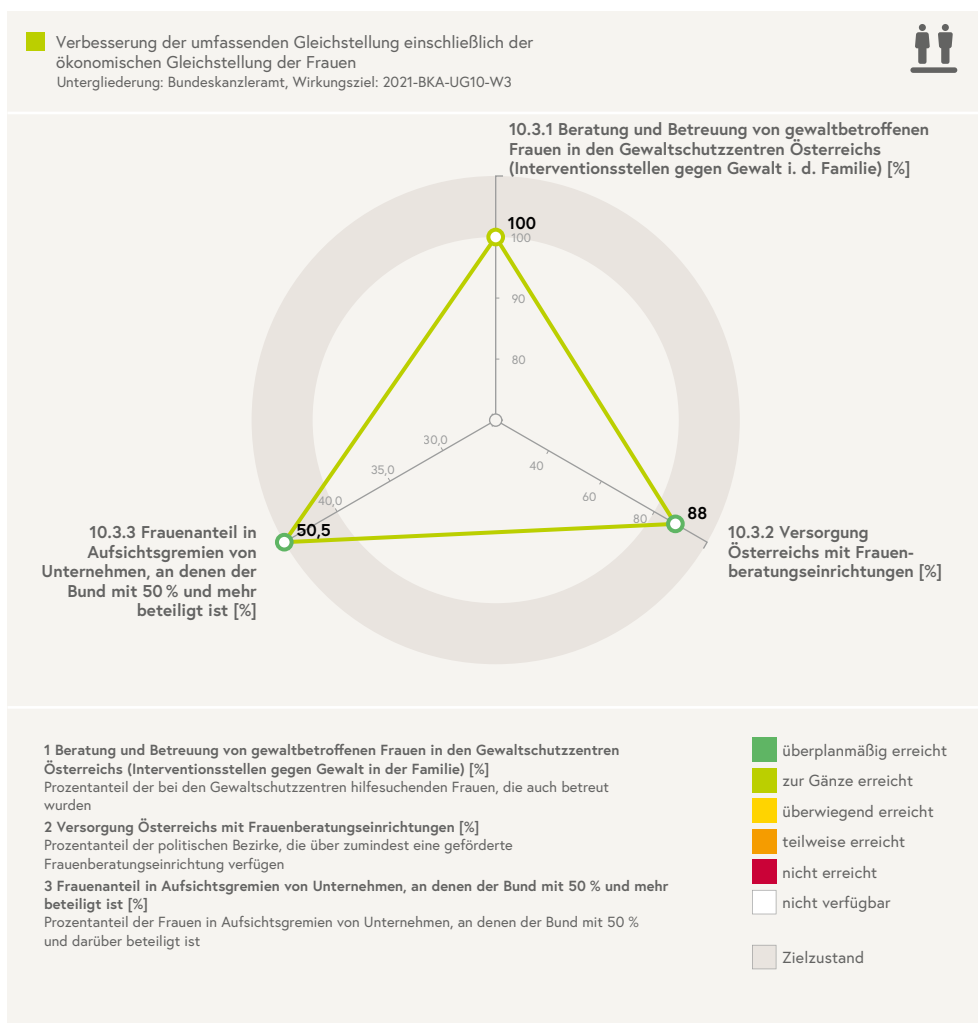 Verbesserung der umfassenden Gleichstellung einschließlich der
ökonomischen Gleichstellung der Frauen
Untergliederung: Bundeskanzleramt, Wirkungsziel: 2021-BKA-UG10-W3
10.3.1 Beratung und Betreuung von gewaltbetroffenen
Frauen in den Gewaltschutzzentren Österreichs
(Interventionsstellen gegen Gewalt i. d. Familie) [%]
100
100
90
80
30,0
35,0
40,0
50,5
40
60
80
88
10.3.3 Frauenanteil in
Aufsichtsgremien von
Unternehmen, an denen der
Bund mit 50 % und mehr
beteiligt ist [%]
10.3.2 Versorgung
Österreichs mit Frauen-
beratungseinrichtungen [%]
1 Beratung und Betreuung von gewaltbetroffenen Frauen in den Gewaltschutzzentren
Österreichs (Interventionsstellen gegen Gewalt in der Familie) [%]
Prozentanteil der bei den Gewaltschutzzentren hilfesuchenden Frauen, die auch betreut
wurden
2 Versorgung Österreichs mit Frauenberatungseinrichtungen [%]
Prozentanteil der politischen Bezirke, die über zumindest eine geförderte
Frauenberatungseinrichtung verfügen
3 Frauenanteil in Aufsichtsgremien von Unternehmen, an denen der Bund mit 50 % und mehr
beteiligt ist [%]
Prozentanteil der Frauen in Aufsichtsgremien von Unternehmen, an denen der Bund mit 50 %
und darüber beteiligt ist
überplanmäßig erreicht
zur Gänze erreicht
überwiegend erreicht
teilweise erreicht
nicht erreicht
nicht verfügbar
Zielzustand